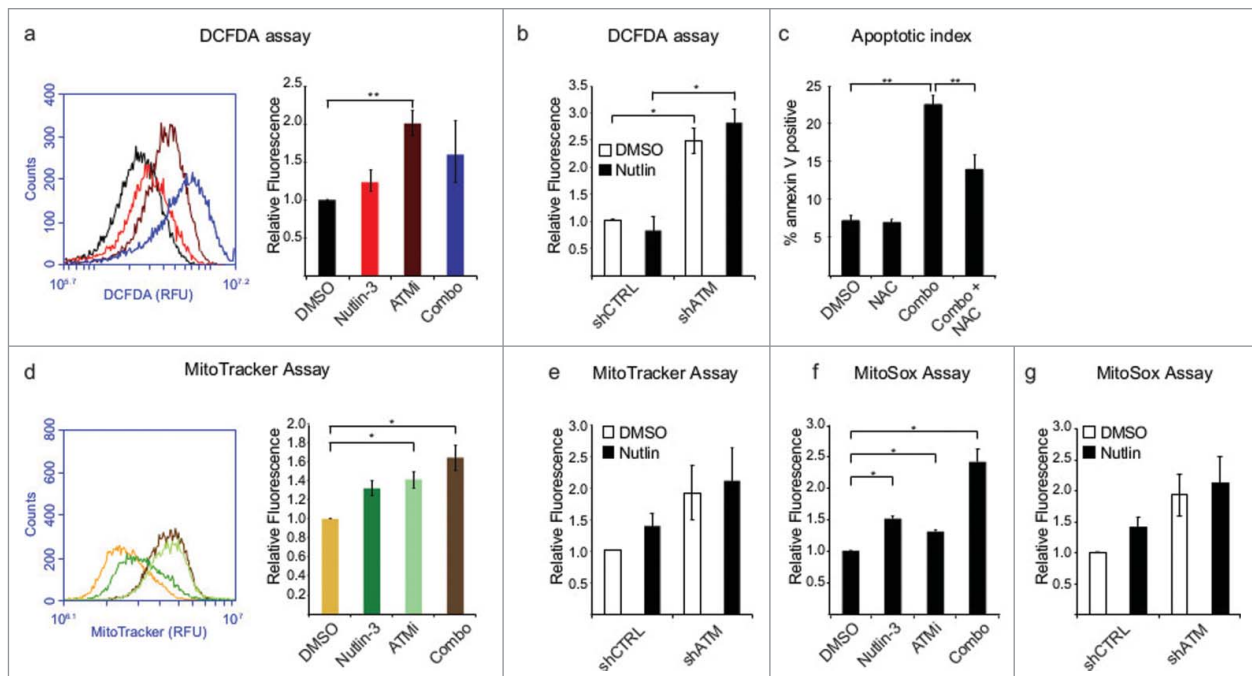 a
DCFDA assay
400
300
200
100
0
Counts
10^5.7
10^7.2
DCFDA (RFU)
2.5
2.0
1.5
1.0
0.5
Relative Fluorescence
**
DMSO
Nutlin-3
ATMi
Combo
b
DCFDA assay
3.5
3.0
2.5
2.0
1.5
1.0
0.5
Relative Fluorescence
*
*
DMSO
Nutlin
shCTRL
shATM
c
Apoptotic index
25
20
15
10
5
% annexin V positive
**
**
DMSO
NAC
Combo
Combo +
NAC
d
MitoTracker Assay
800
600
400
200
0
Counts
10^6.1
10^7
MitoTracker (RFU)
2.0
1.8
1.6
1.4
1.2
1.0
0.8
0.6
0.4
0.2
Relative Fluorescence
*
*
DMSO
Nutlin-3
ATMi
Combo
e
MitoTracker Assay
3.0
2.5
2.0
1.5
1.0
0.5
Relative Fluorescence
DMSO
Nutlin
shCTRL
shATM
f
MitoSox Assay
3.0
2.5
2.0
1.5
1.0
0.5
Relative Fluorescence
*
*
*
DMSO
Nutlin-3
ATMi
Combo
g
MitoSox Assay
3.0
2.5
2.0
1.5
1.0
0.5
Relative Fluorescence
DMSO
Nutlin
shCTRL
shATM